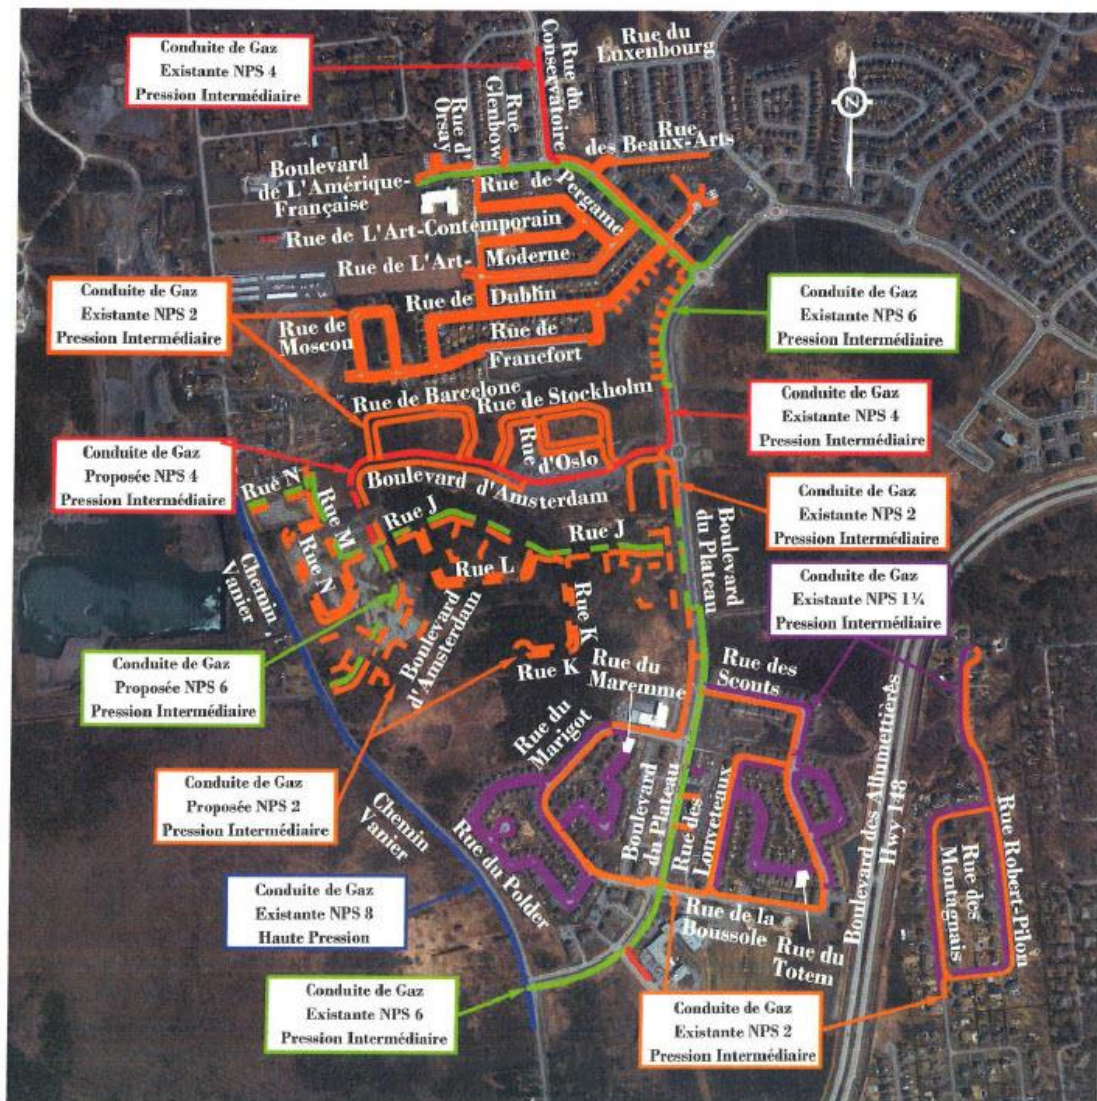 Conduite de Gaz
Existante NPS 4
Pression Intermédiaire
Rue du
Conservatoire
Rue du
Luxenbourg
N
Rue d'
Orsay
Rue
Glenbow
Rue
des Beaux-Arts
Boulevard
de L'Amérique-
Française
Rue de
Pergame
Rue de L'Art-Contemporain
Rue de L'Art-
Moderne
Conduite de Gaz
Existante NPS 2
Pression Intermédiaire
Rue de
Dublin
Conduite de Gaz
Existante NPS 6
Pression Intermédiaire
Rue de
Moscou
Rue de
Francfort
Rue de Barcelone
Rue de Stockholm
Conduite de Gaz
Existante NPS 4
Pression Intermédiaire
Conduite de Gaz
Proposée NPS 4
Pression Intermédiaire
Rue
d'Oslo
Boulevard d'Amsterdam
Rue N
Rue M
Rue J
Rue J
Boulevard
du Plateau
Conduite de Gaz
Existante NPS 2
Pression Intermédiaire
Rue N
Rue L
Chemin
Vanier
Rue K
Conduite de Gaz
Existante NPS 1¼
Pression Intermédiaire
Boulevard
d'Amsterdam
Conduite de Gaz
Proposée NPS 6
Pression Intermédiaire
Rue K
Rue du
Maremme
Rue des
Scouts
Rue du
Marigot
Conduite de Gaz
Proposée NPS 2
Pression Intermédiaire
Chemin
Vanier
Boulevard
du Plateau
Rue des
Louveteaux
Boulevard des Allumettières
Hwy 148
Rue du Polder
Rue Robert-Pilon
Rue des
Montagnais
Conduite de Gaz
Existante NPS 8
Haute Pression
Rue de la
Boussole
Rue du
Totem
Conduite de Gaz
Existante NPS 6
Pression Intermédiaire
Conduite de Gaz
Existante NPS 2
Pression Intermédiaire